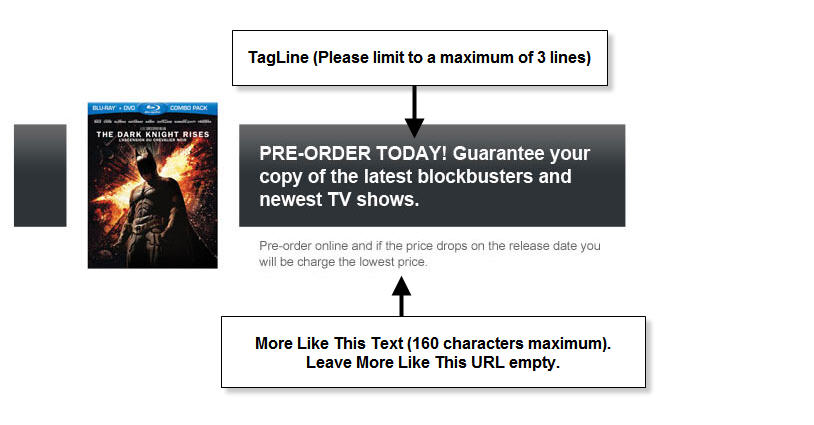 TagLine (Please limit to a maximum of 3 lines)
BLU-RAY + DVD COMBO PACK
THE DARK KNIGHT RISES
L'ASCENSION DU CHEVALIER NOIR
PRE-ORDER TODAY! Guarantee your
copy of the latest blockbusters and
newest TV shows.
Pre-order online and if the price drops on the release date you
will be charge the lowest price.
More Like This Text (160 characters maximum).
Leave More Like This URL empty.